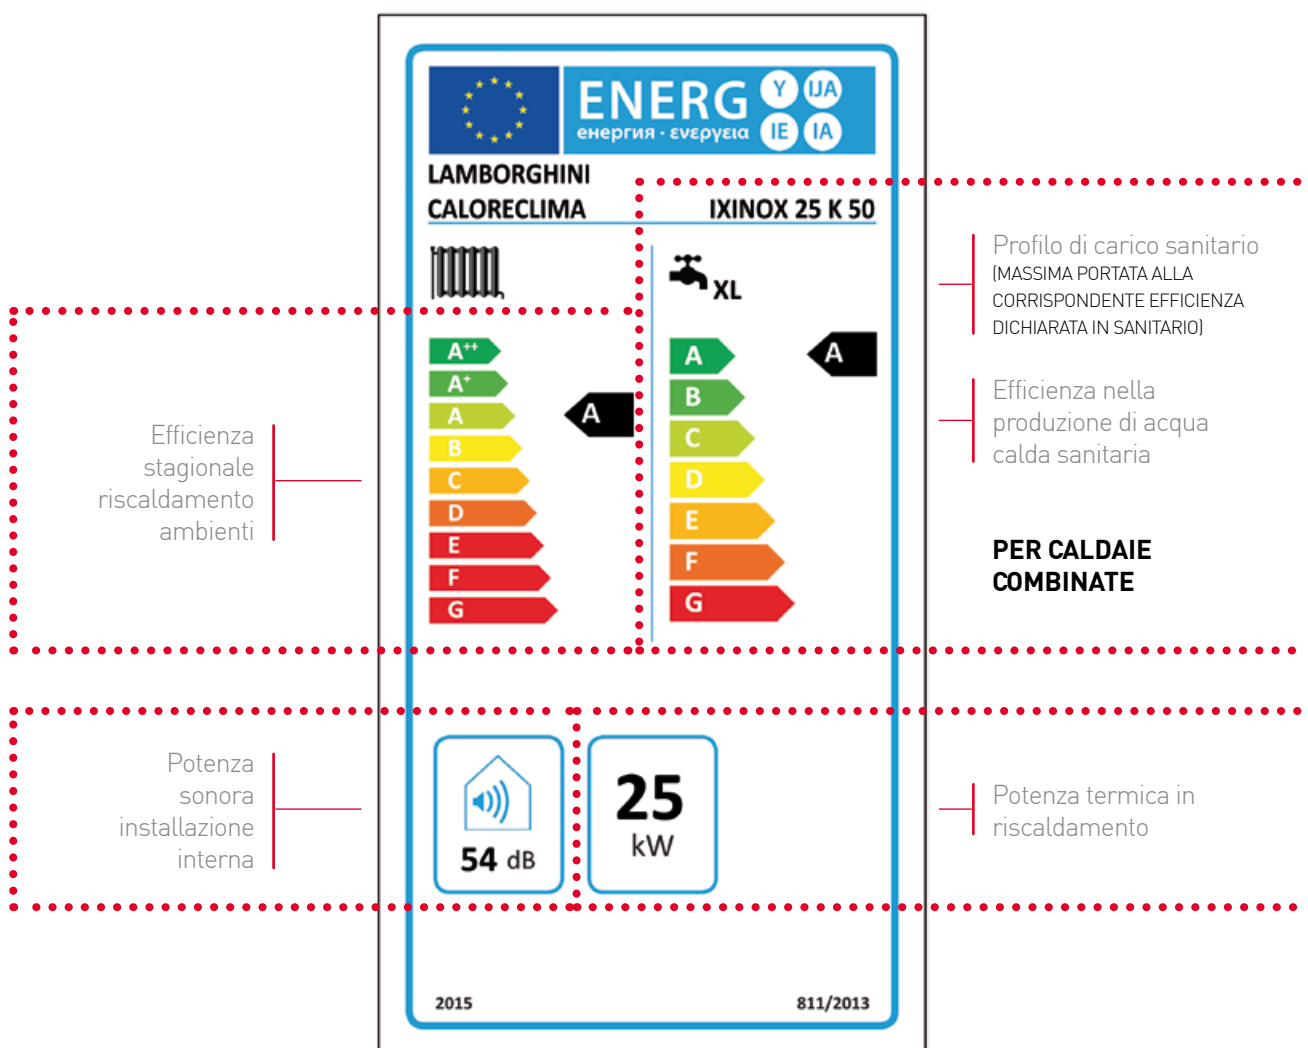 ENERG
енергия · ενεργεια
Y
IJA
IE
IA
LAMBORGHINI
CALORECLIMA
IXINOX 25 K 50
XL
A++
A+
A
B
C
D
E
F
G
A
A
B
C
D
E
F
G
A
Efficienza
stagionale
riscaldamento
ambienti
Profilo di carico sanitario
(MASSIMA PORTATA ALLA
CORRISPONDENTE EFFICIENZA
DICHIARATA IN SANITARIO)
Efficienza nella
produzione di acqua
calda sanitaria
PER CALDAIE
COMBINATE
Potenza
sonora
installazione
interna
54 dB
25
kW
Potenza termica in
riscaldamento
2015
811/2013